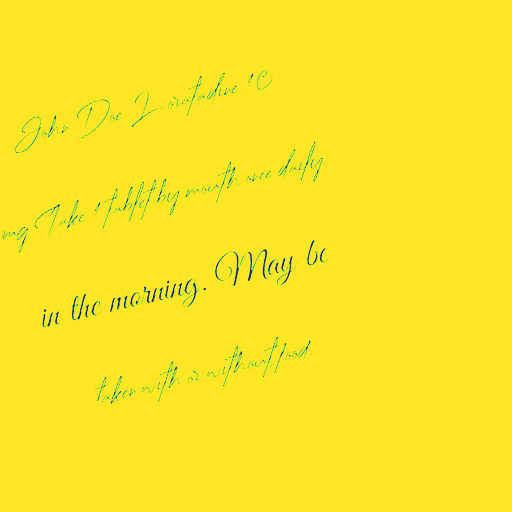 John Doe Loratadine 10
mg Take 1 tablet by mouth once daily
in the morning. May be
taken with or without food.